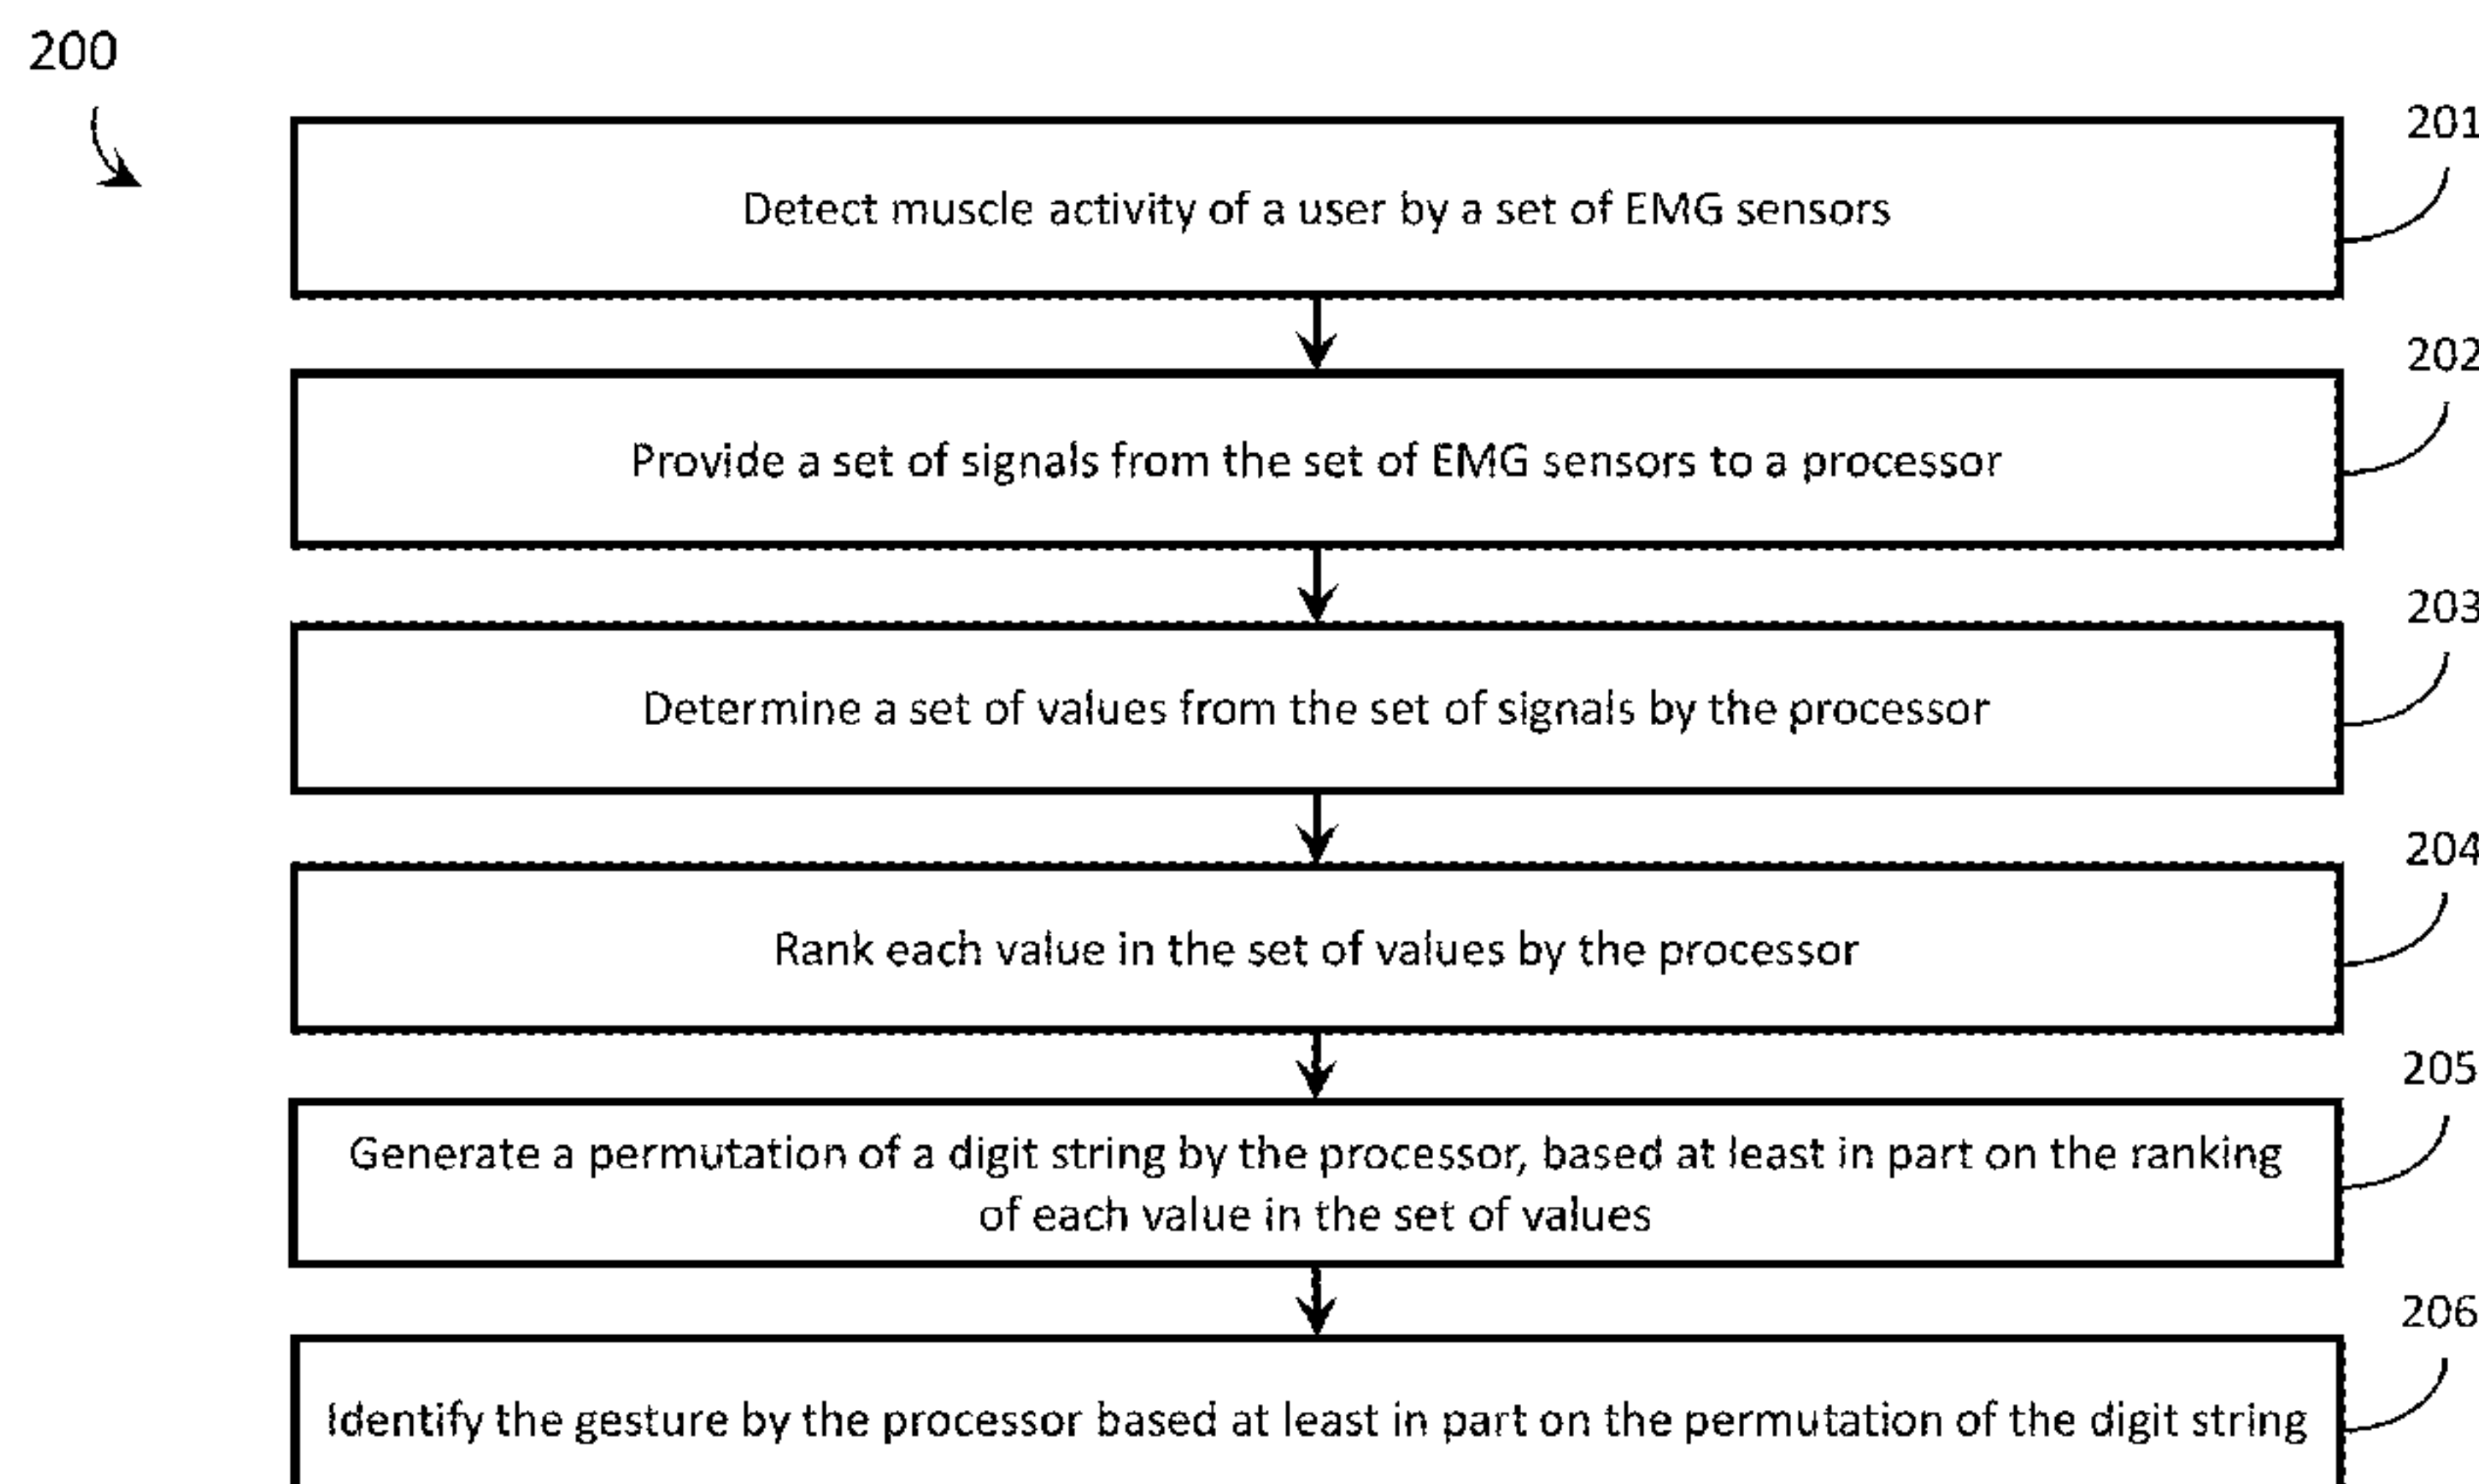 200
201
Detect muscle activity of a user by a set of EMG sensors
202
Provide a set of signals from the set of EMG sensors to a processor
203
Determine a set of values from the set of signals by the processor
204
Rank each value in the set of values by the processor
205
Generate a permutation of a digit string by the processor, based at least in part on the ranking
of each value in the set of values
206
Identify the gesture by the processor based at least in part on the permutation of the digit string